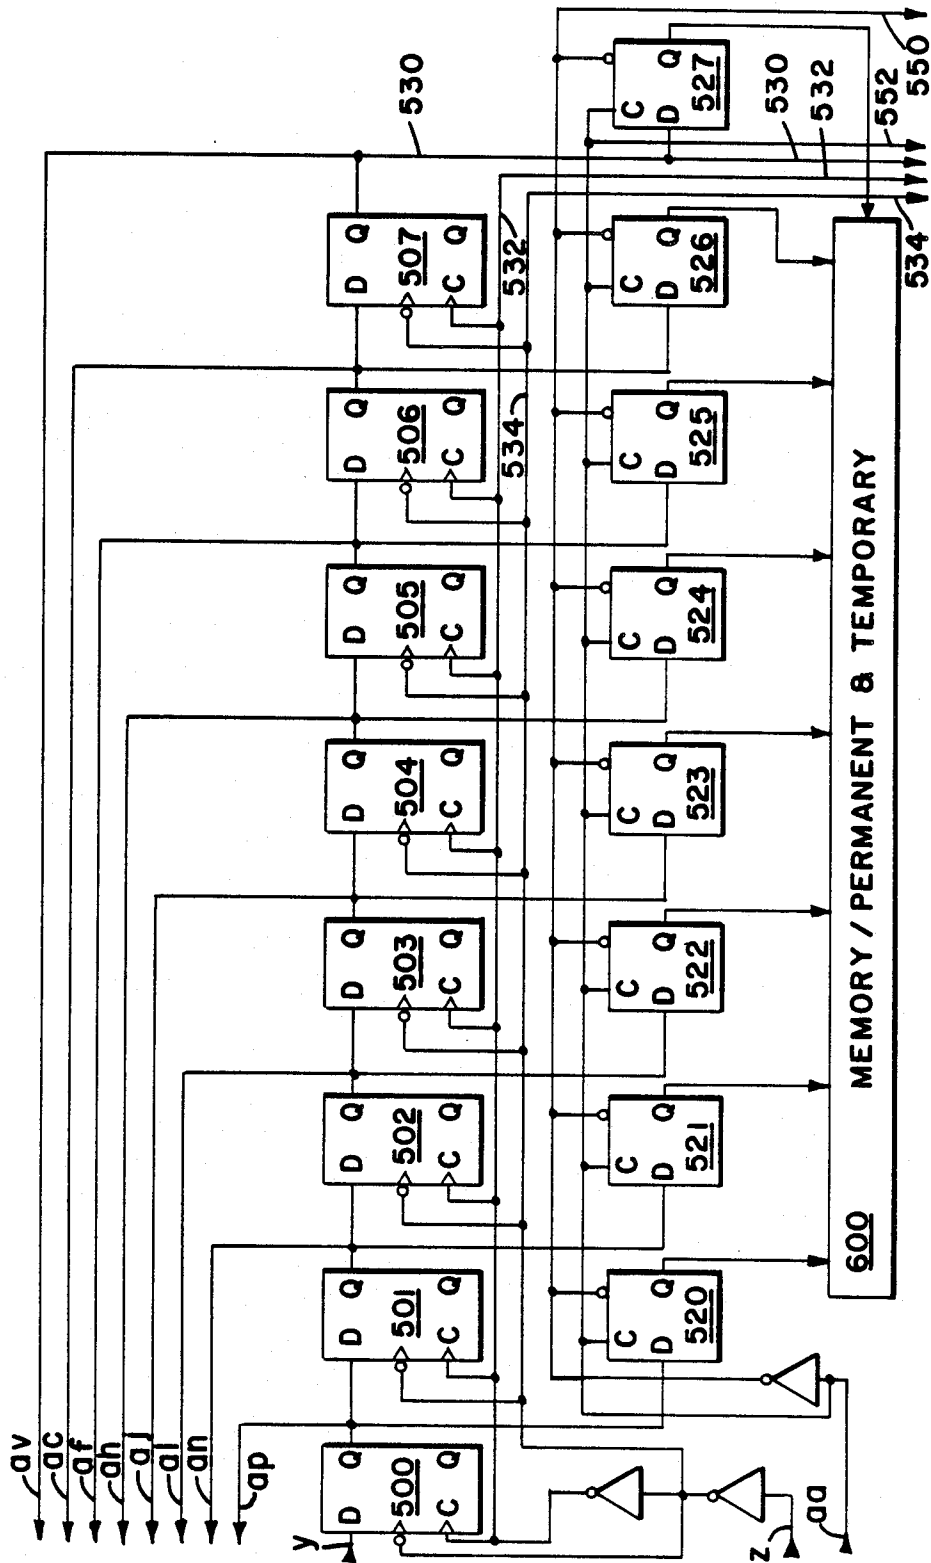 av
ac
af
ah
aj
al
an
ap
530
y
D Q
500
C
D Q
501
C Q
D Q
502
C Q
D Q
503
C Q
D Q
504
C Q
D Q
505
C Q
D Q
506
C Q
D Q
507
C Q
534
532
C
D Q
520
C
D Q
521
C
D Q
522
C
D Q
523
C
D Q
524
C
D Q
525
C
D Q
526
C
D Q
527
z
aa
530
532
552
550
534
600
MEMORY / PERMANENT & TEMPORARY